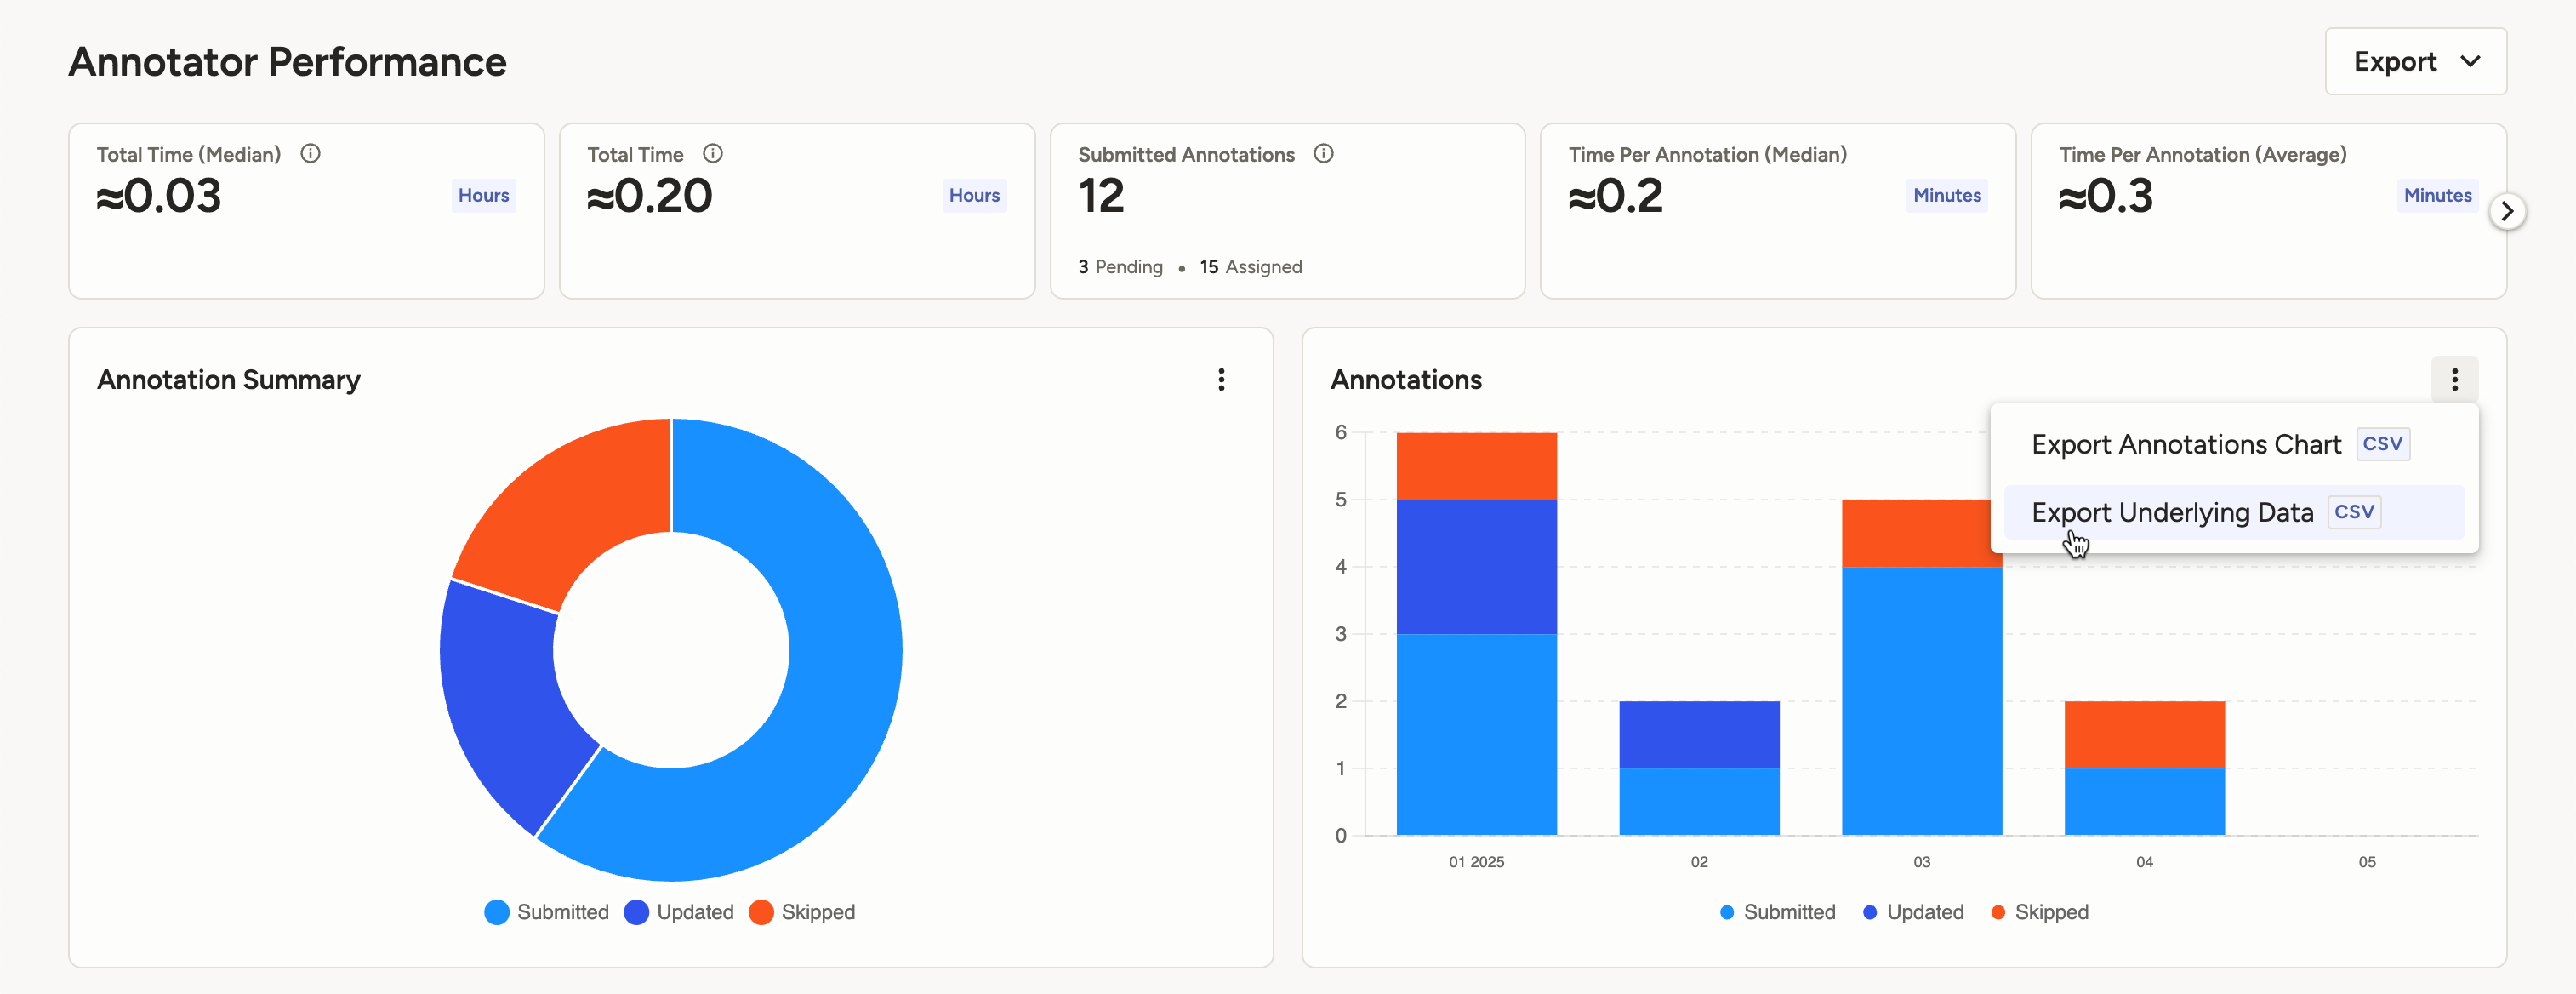 Annotator Performance
Export
Total Time (Median)
≈0.03
Hours
Total Time
≈0.20
Hours
Submitted Annotations
12
3 Pending • 15 Assigned
Time Per Annotation (Median)
≈0.2
Minutes
Time Per Annotation (Average)
≈0.3
Minutes
Annotation Summary
Submitted Updated Skipped
Annotations
Export Annotations Chart CSV
Export Underlying Data CSV
6
5
4
3
2
1
0
01 2025 02 03 04 05
Submitted Updated Skipped